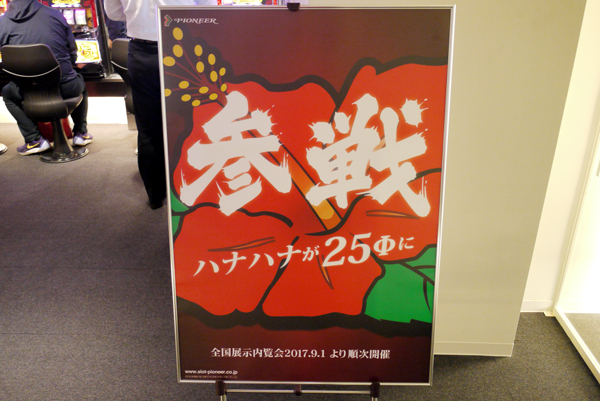 PIONEER
参戦
ハナハナが25Φに
全国展示内覧会2017.9.1 より順次開催
www.slot-pioneer.co.jp